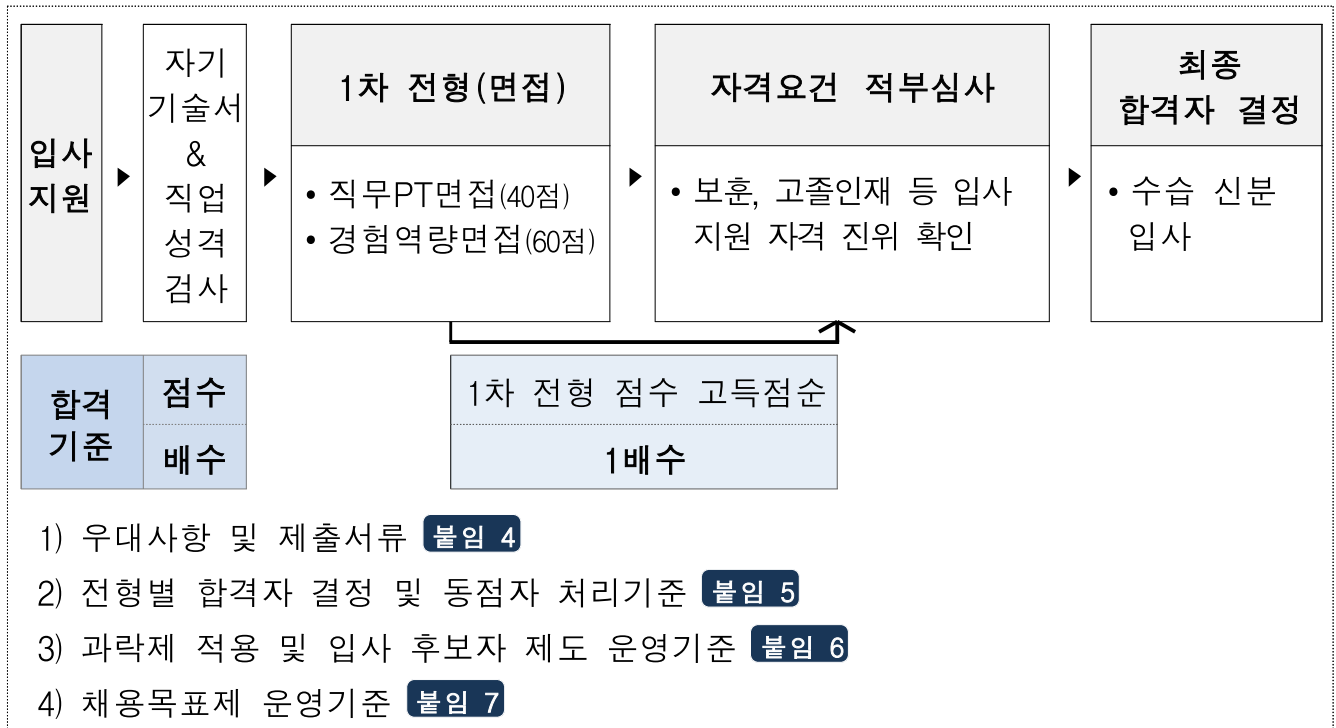 입사
지원
자기
기술서
&
직업
성격
검사
1차 전형(면접)
• 직무PT면접(40점)
• 경험역량면접(60점)
자격요건 적부심사
• 보훈, 고졸인재 등 입사
지원 자격 진위 확인
최종
합격자 결정
• 수습 신분
입사
합격
기준
점수
배수
1차 전형 점수 고득점순
1배수
1) 우대사항 및 제출서류 붙임 4
2) 전형별 합격자 결정 및 동점자 처리기준 붙임 5
3) 과락제 적용 및 입사 후보자 제도 운영기준 붙임 6
4) 채용목표제 운영기준 붙임 7